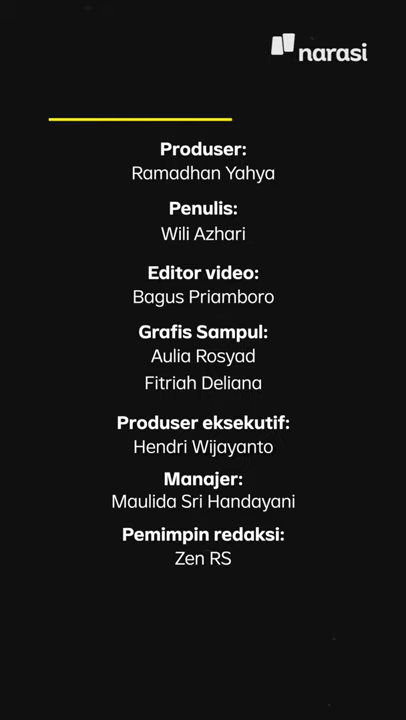 narasi
Produser:
Ramadhan Yahya
Penulis:
Wili Azhari
Editor video:
Bagus Priamboro
Grafis Sampul:
Aulia Rosyad
Fitriah Deliana
Produser eksekutif:
Hendri Wijayanto
Manajer:
Maulida Sri Handayani
Pemimpin redaksi:
Zen RS